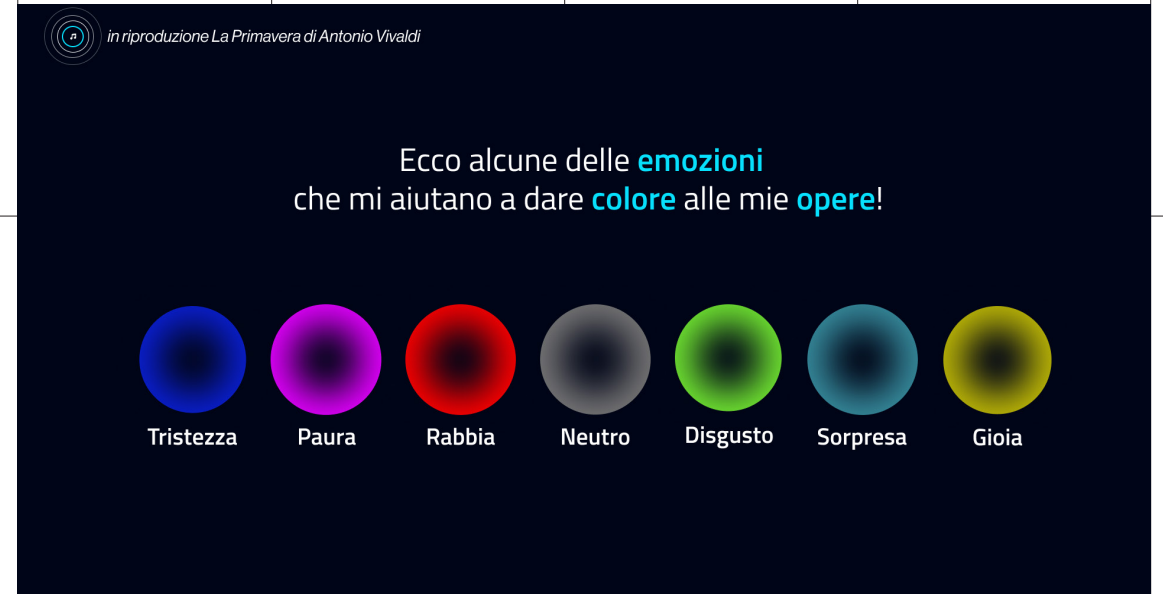 in riproduzione La Primavera di Antonio Vivaldi
Ecco alcune delle emozioni
che mi aiutano a dare colore alle mie opere!
Tristezza
Paura
Rabbia
Neutro
Disgusto
Sorpresa
Gioia